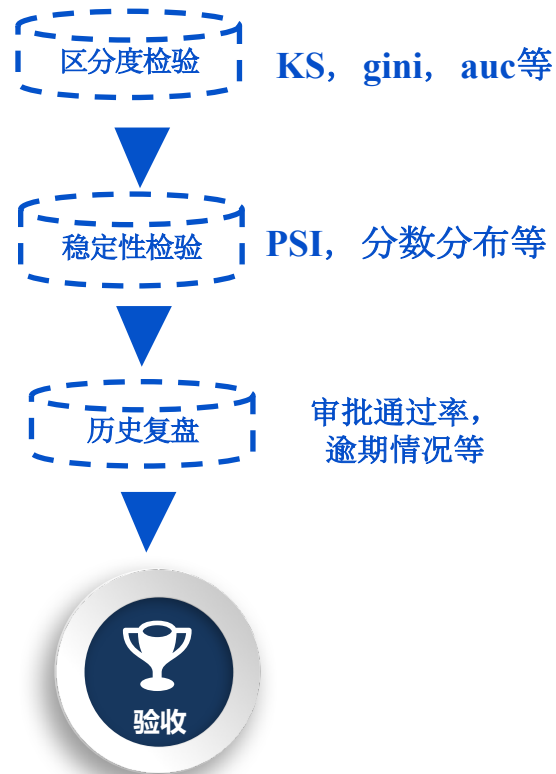 区分度检验
KS，gini，auc等
稳定性检验
PSI，分数分布等
历史复盘
审批通过率，
逾期情况等
验收